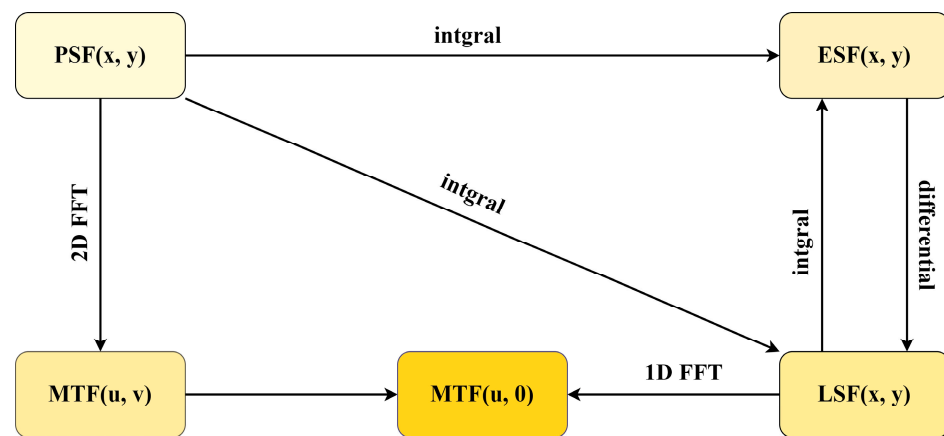 PSF(x, y)
intgral
ESF(x, y)
2D FFT
intgral
intgral
differential
MTF(u, v)
MTF(u, 0)
1D FFT
LSF(x, y)